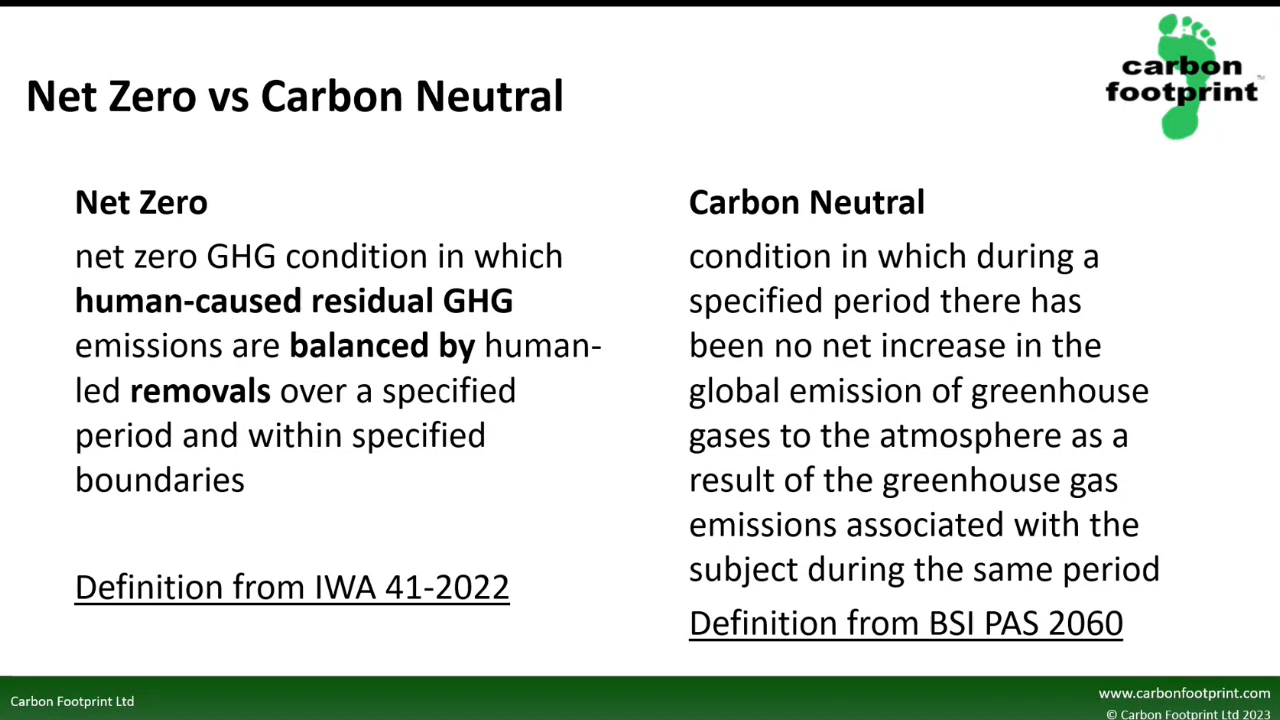 carbon
footprint™
Net Zero vs Carbon Neutral
Net Zero
net zero GHG condition in which
human-caused residual GHG
emissions are balanced by human-
led removals over a specified
period and within specified
boundaries
Definition from IWA 41-2022
Carbon Neutral
condition in which during a
specified period there has
been no net increase in the
global emission of greenhouse
gases to the atmosphere as a
result of the greenhouse gas
emissions associated with the
subject during the same period
Definition from BSI PAS 2060
Carbon Footprint Ltd
www.carbonfootprint.com
© Carbon Footprint Ltd 2023